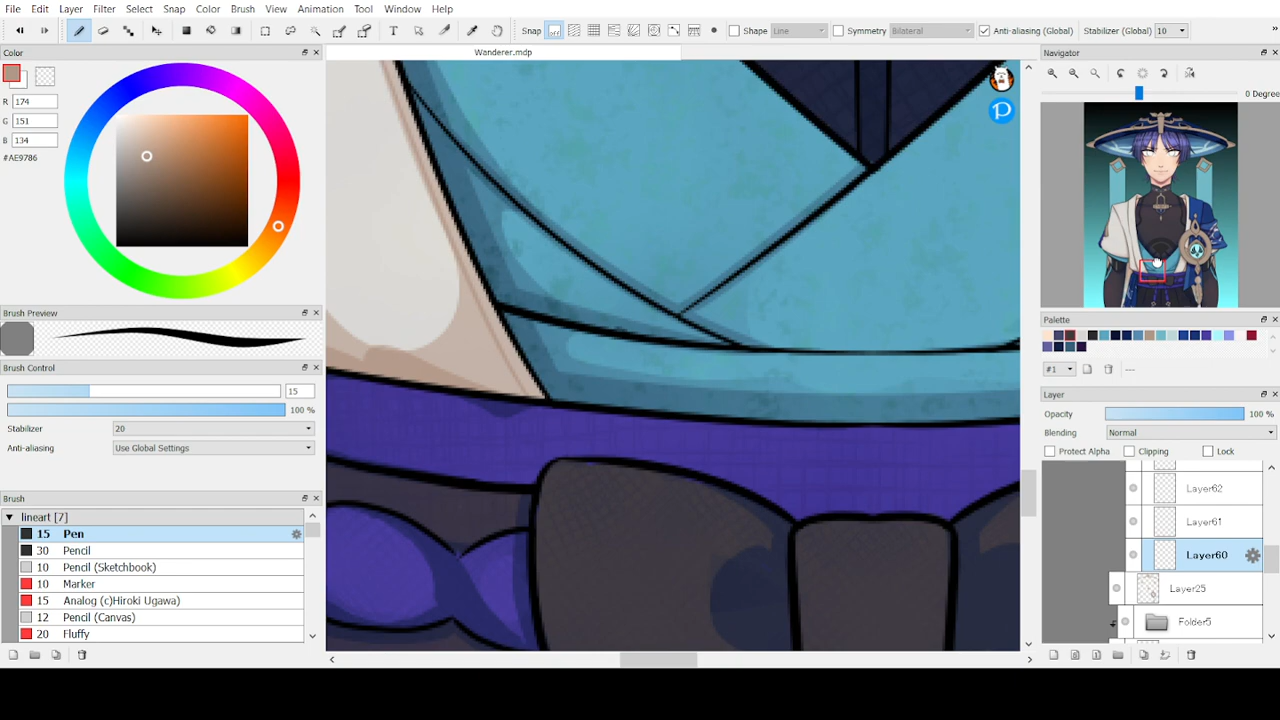 File Edit Layer Filter Select Snap Color Brush View Animation Tool Window Help
Snap Shape Line Symmetry Bilateral Anti-aliasing (Global) Stabilizer (Global) 10 »
Color
Wanderer.mdp
Navigator
R 174
G 151
B 134
#AE9786
0 Degree
Brush Preview
Palette
#1 ---
Brush Control
15
100 %
Stabilizer 20
Anti-aliasing Use Global Settings
Layer
Opacity 100 %
Blending Normal
Protect Alpha Clipping Lock
Layer62
Layer61
Layer60
Layer25
Folder5
Brush
lineart [7]
15 Pen
30 Pencil
10 Pencil (Sketchbook)
10 Marker
15 Analog (c)Hiroki Ugawa)
12 Pencil (Canvas)
20 Fluffy